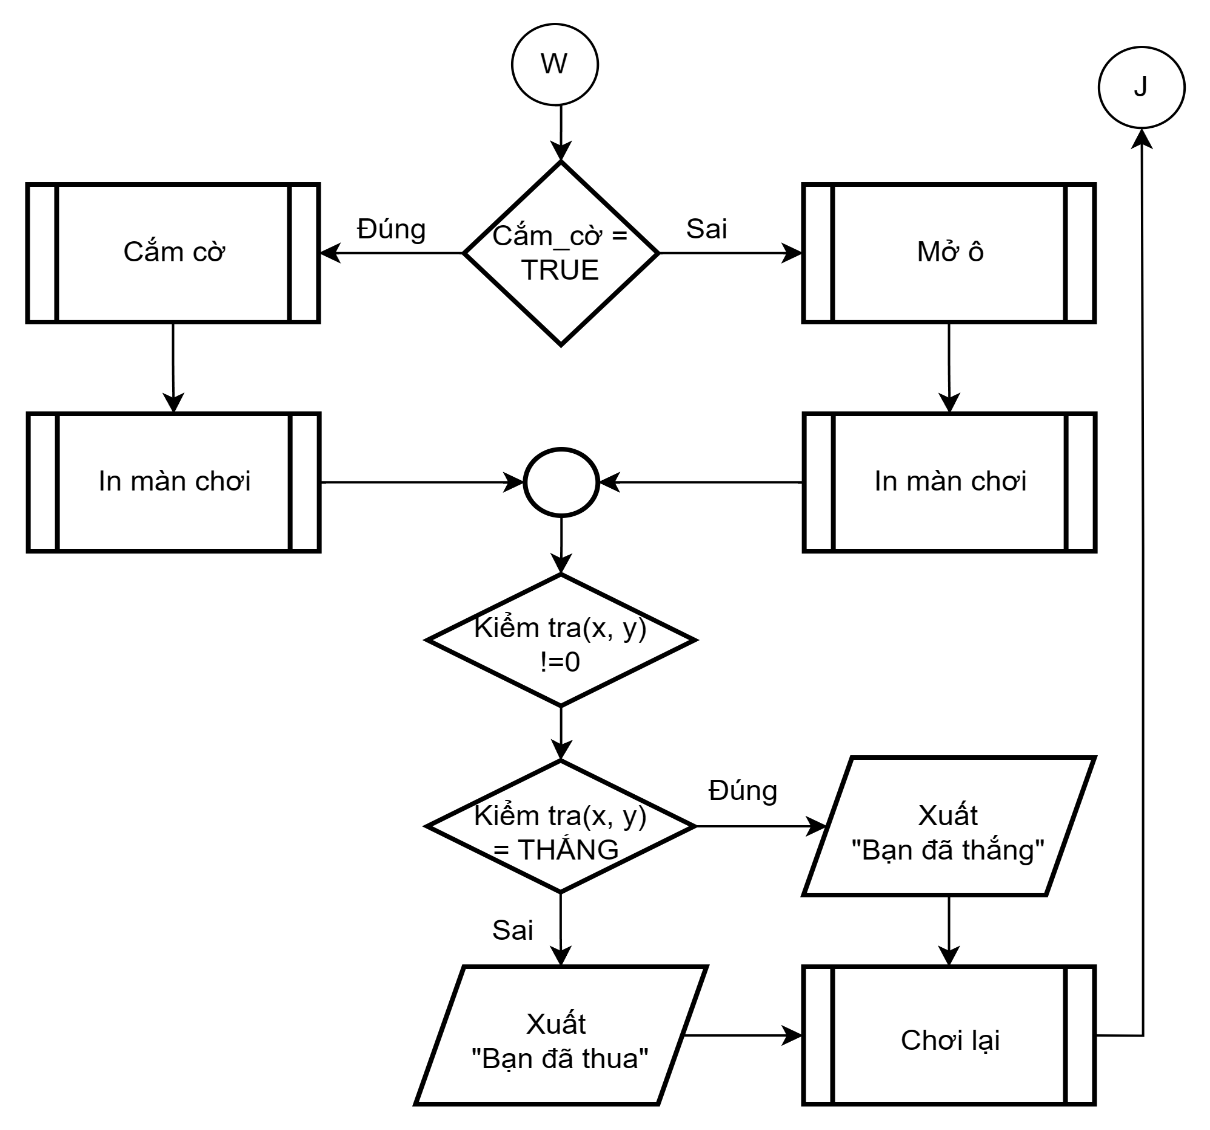 W
J
Cắm cờ
Đúng
Cắm_cờ =
TRUE
Sai
Mở ô
In màn chơi
In màn chơi
Kiểm tra(x, y)
!=0
Kiểm tra(x, y)
= THẮNG
Đúng
Xuất
"Bạn đã thắng"
Sai
Xuất
"Bạn đã thua"
Chơi lại